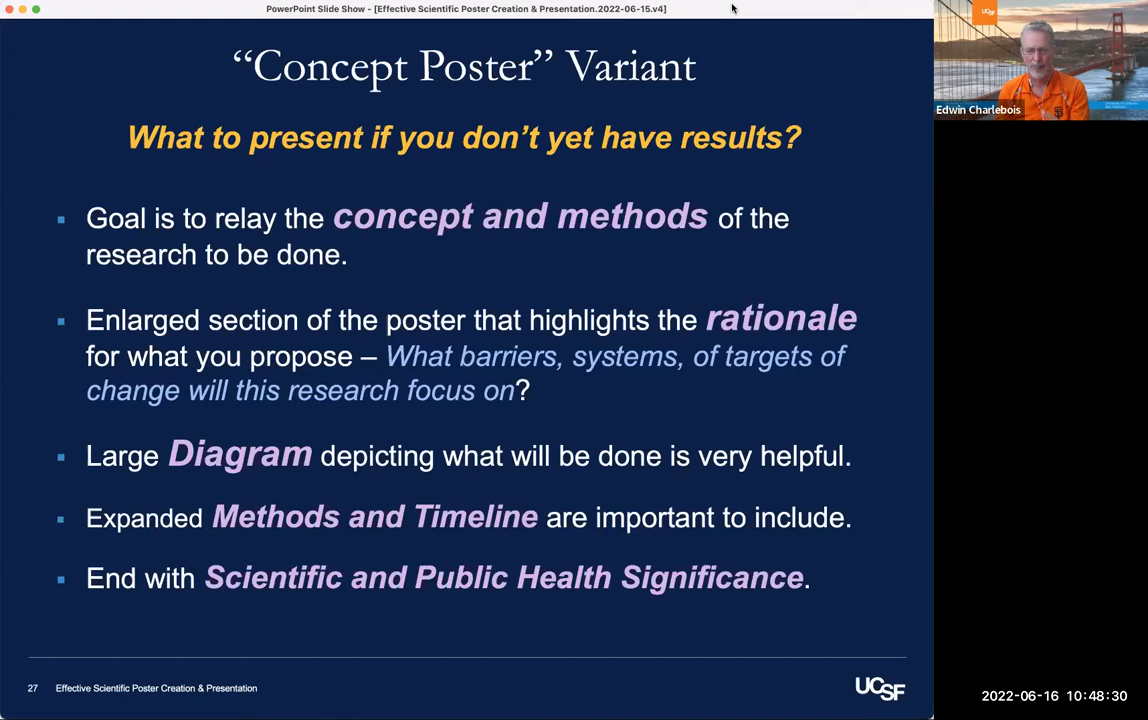 PowerPoint Slide Show - [Effective Scientific Poster Creation & Presentation.2022-06-15.v4]
“Concept Poster” Variant
What to present if you don’t yet have results?
▪ Goal is to relay the concept and methods of the
research to be done.
▪ Enlarged section of the poster that highlights the rationale
for what you propose – What barriers, systems, of targets of
change will this research focus on?
▪ Large Diagram depicting what will be done is very helpful.
▪ Expanded Methods and Timeline are important to include.
▪ End with Scientific and Public Health Significance.
27 Effective Scientific Poster Creation & Presentation
UCSF
UCSF
Edwin Charlebois
2022-06-16 10:48:30